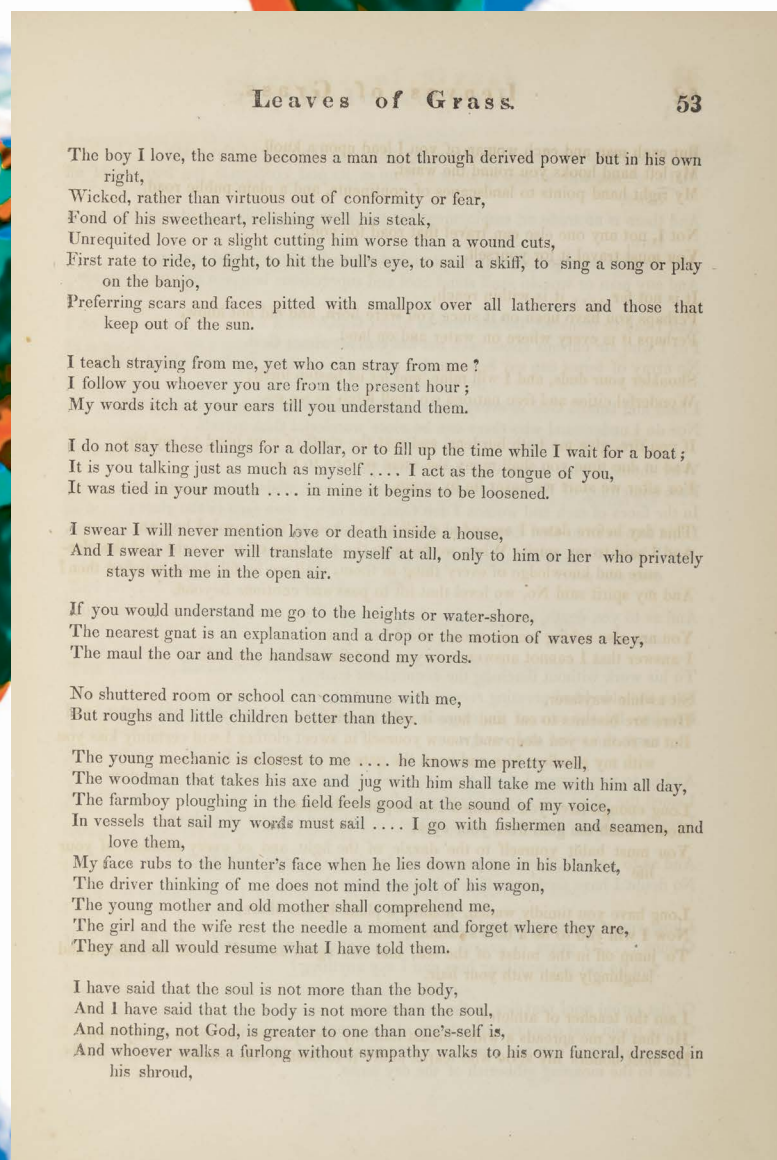 Leaves of Grass. 53
The boy I love, the same becomes a man not through derived power but in his own
right,
Wicked, rather than virtuous out of conformity or fear,
Fond of his sweetheart, relishing well his steak,
Unrequited love or a slight cutting him worse than a wound cuts,
First rate to ride, to fight, to hit the bull's eye, to sail a skiff, to sing a song or play
on the banjo,
Preferring scars and faces pitted with smallpox over all latherers and those that
keep out of the sun.
I teach straying from me, yet who can stray from me ?
I follow you whoever you are from the present hour ;
My words itch at your ears till you understand them.
I do not say these things for a dollar, or to fill up the time while I wait for a boat ;
It is you talking just as much as myself . . . . I act as the tongue of you,
It was tied in your mouth . . . . in mine it begins to be loosened.
I swear I will never mention love or death inside a house,
And I swear I never will translate myself at all, only to him or her who privately
stays with me in the open air.
If you would understand me go to the heights or water-shore,
The nearest gnat is an explanation and a drop or the motion of waves a key,
The maul the oar and the handsaw second my words.
No shuttered room or school can commune with me,
But roughs and little children better than they.
The young mechanic is closest to me . . . . he knows me pretty well,
The woodman that takes his axe and jug with him shall take me with him all day,
The farmboy ploughing in the field feels good at the sound of my voice,
In vessels that sail my words must sail . . . . I go with fishermen and seamen, and
love them,
My face rubs to the hunter's face when he lies down alone in his blanket,
The driver thinking of me does not mind the jolt of his wagon,
The young mother and old mother shall comprehend me,
The girl and the wife rest the needle a moment and forget where they are,
They and all would resume what I have told them.
I have said that the soul is not more than the body,
And I have said that the body is not more than the soul,
And nothing, not God, is greater to one than one's-self is,
And whoever walks a furlong without sympathy walks to his own funeral, dressed in
his shroud,